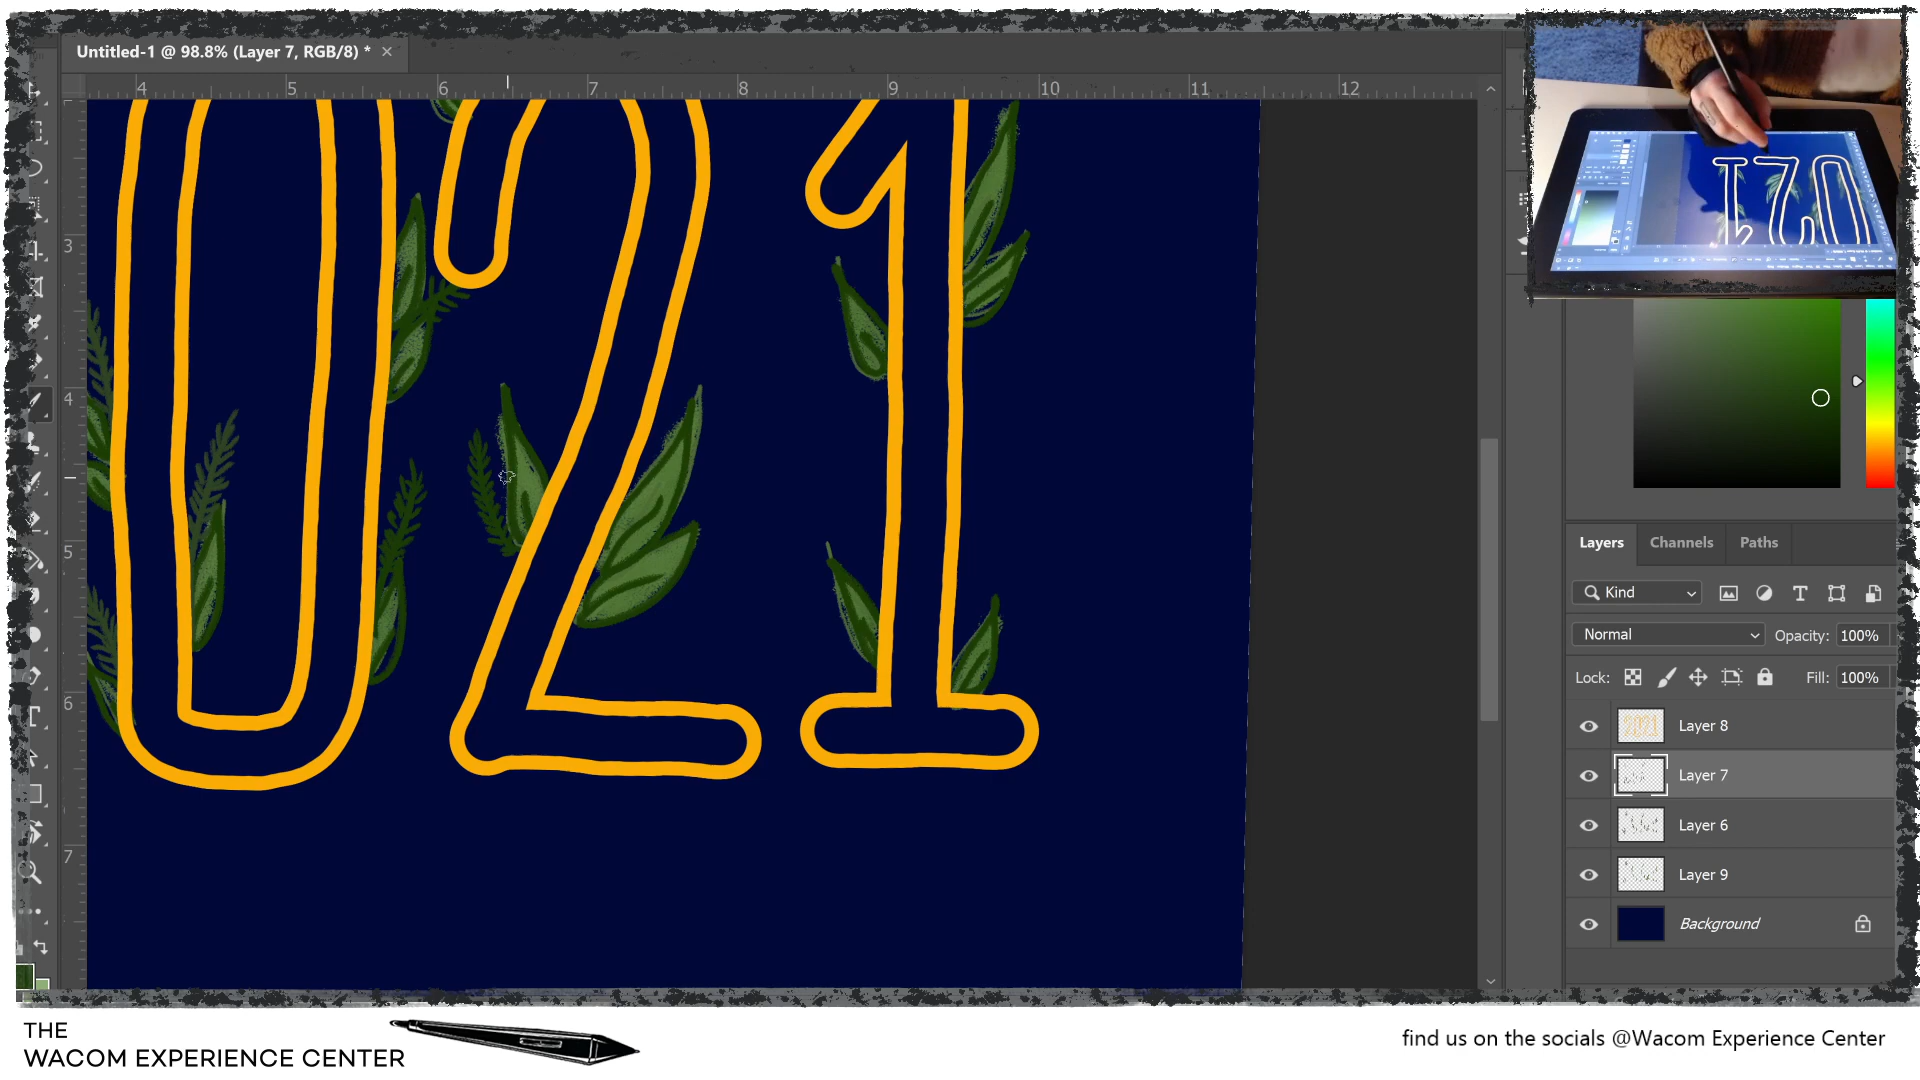 Untitled-1 @ 98.8% (Layer 7, RGB/8) * ×
4 5 6 7 8 9 10 11 12
3
4
5
6
7
021
Layers Channels Paths
Kind
Normal Opacity: 100%
Lock: Fill: 100%
Layer 8
Layer 7
Layer 6
Layer 9
Background
THE
WACOM EXPERIENCE CENTER
find us on the socials @Wacom Experience Center